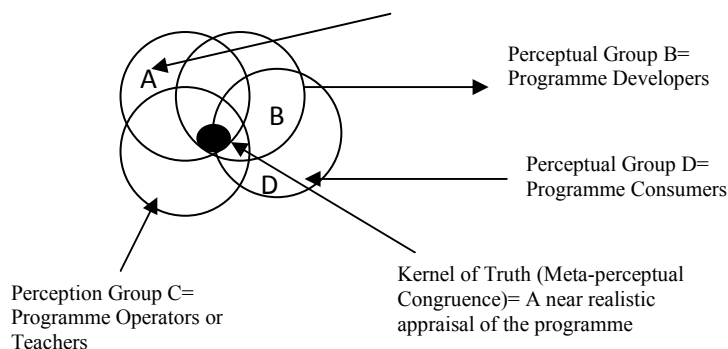 A
B
D
Perceptual Group B=
Programme Developers
Perceptual Group D=
Programme Consumers
Kernel of Truth (Meta-perceptual
Congruence)= A near realistic
appraisal of the programme
Perception Group C=
Programme Operators or
Teachers